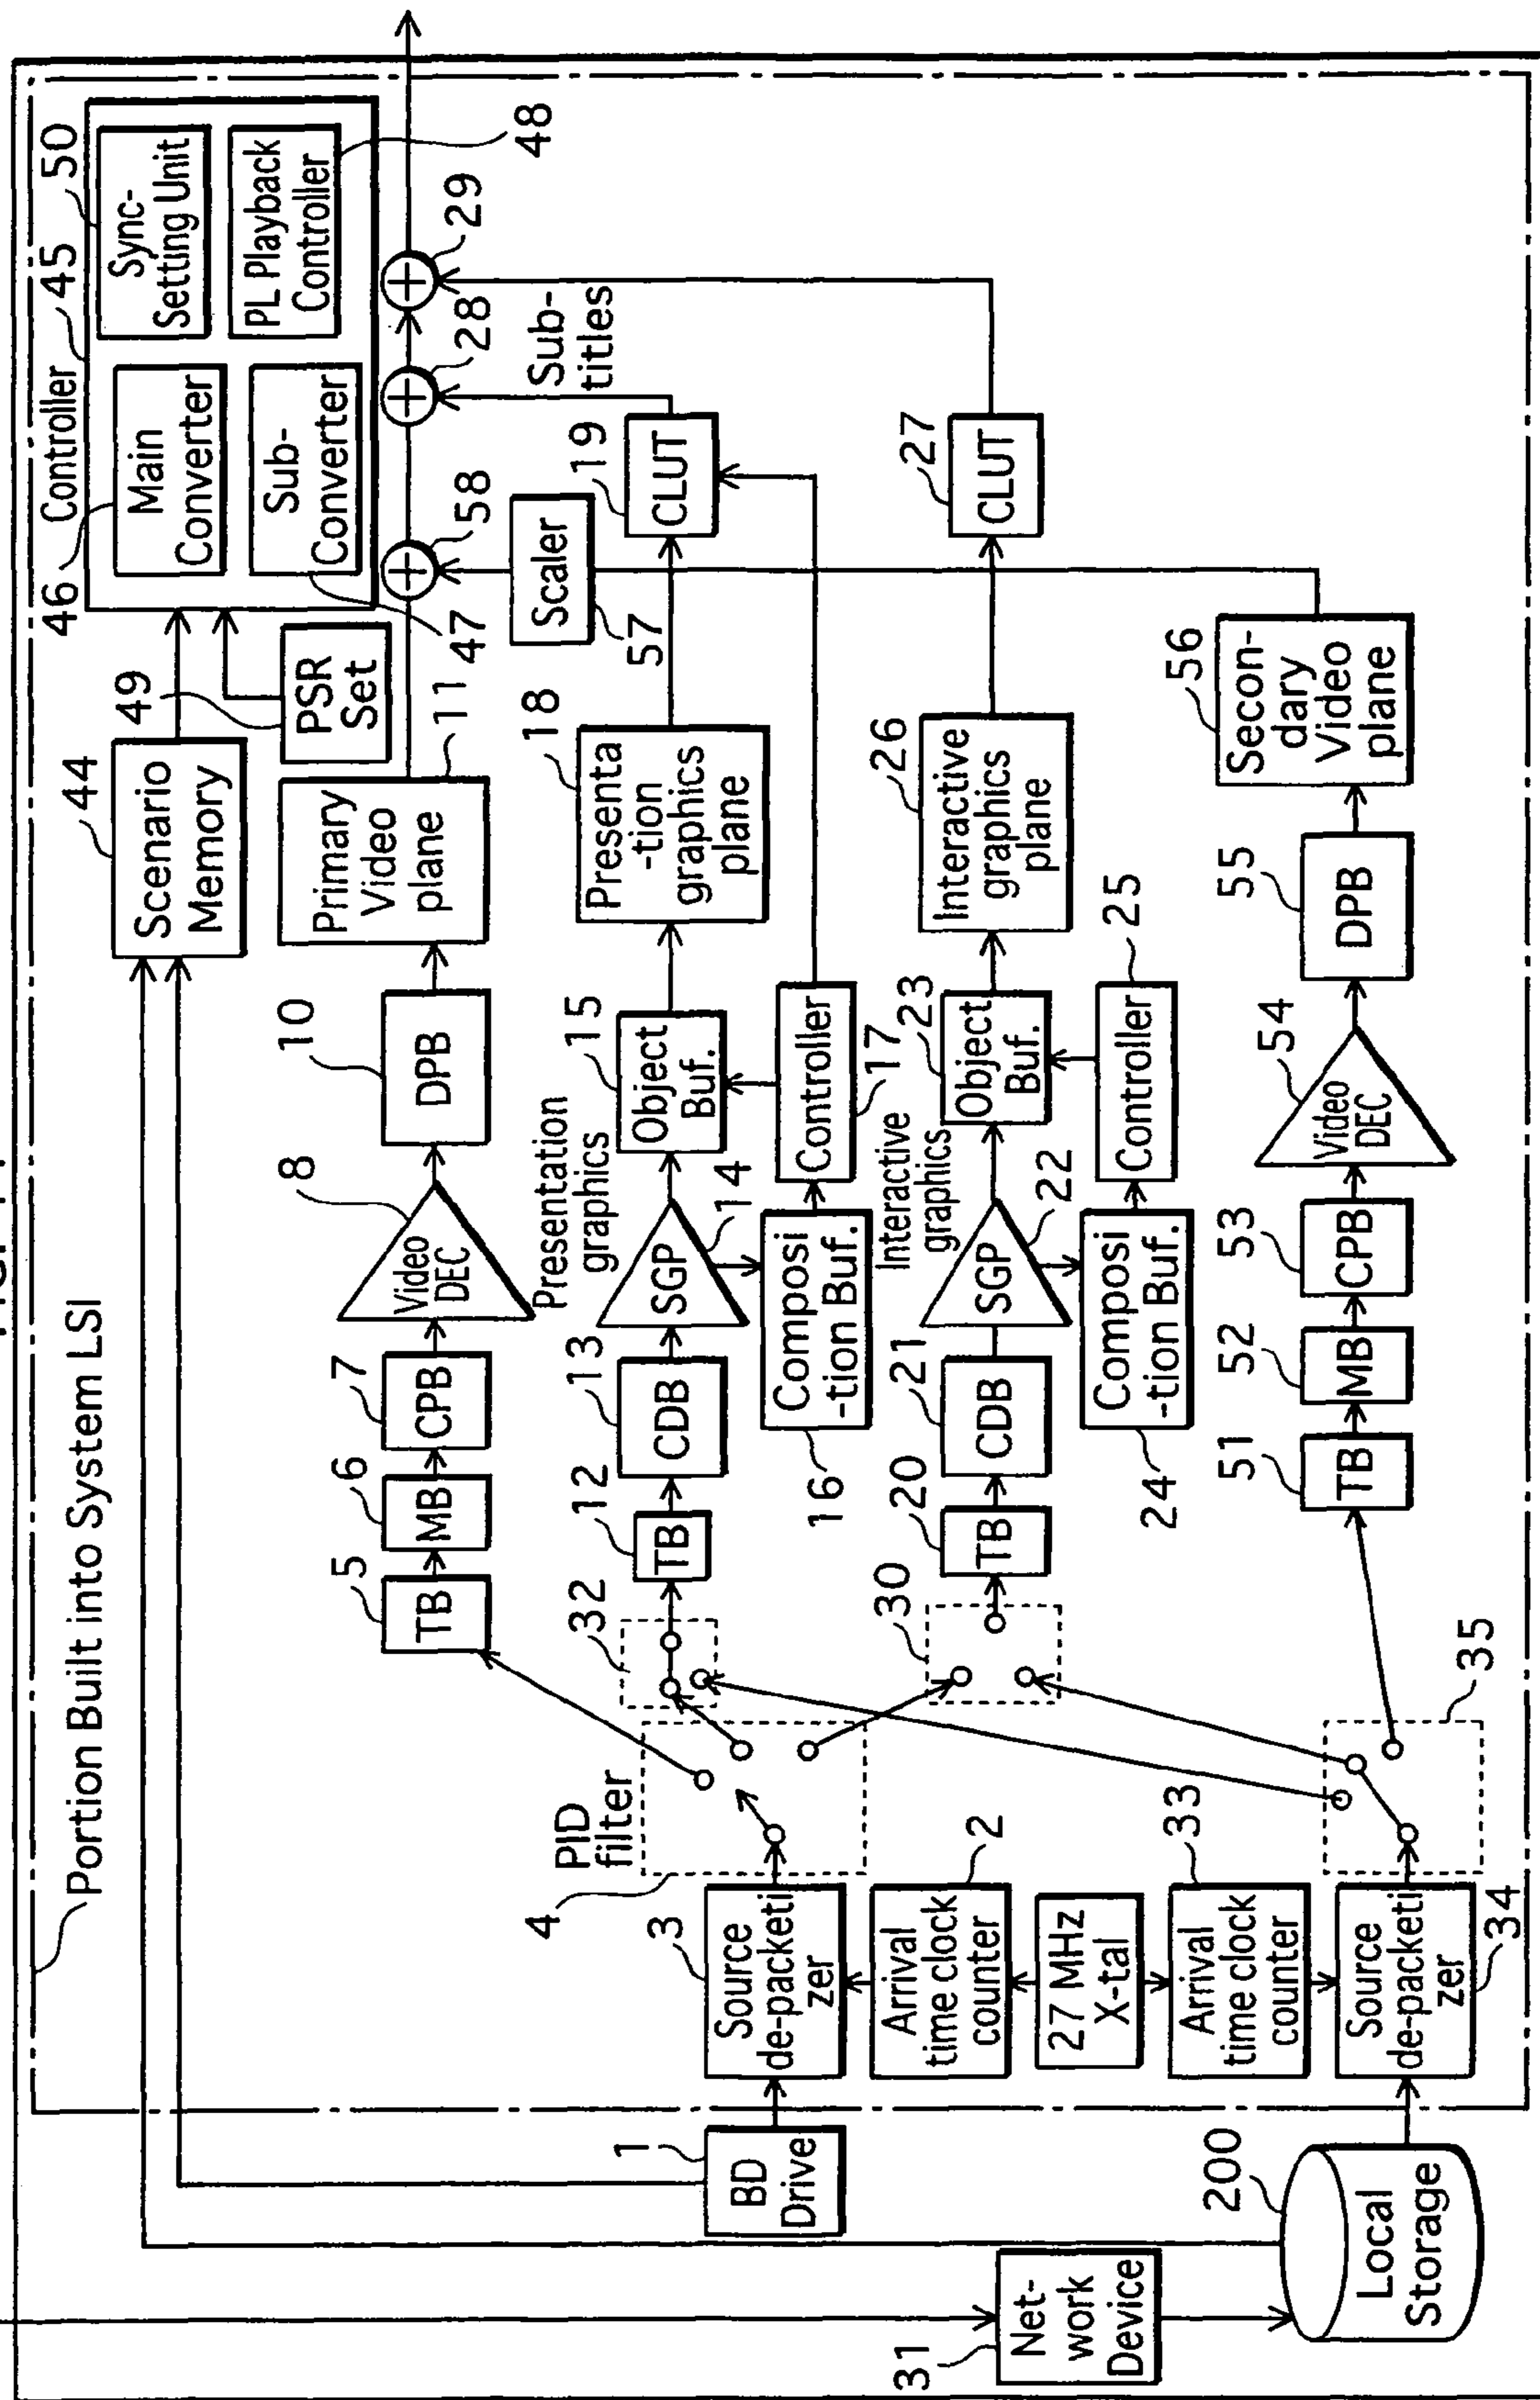 Portion Built into System LSI
44
Scenario
Memory
49
PSR
Set
46
Controller
45
50
Main
Converter
Sub-
Converter
47
Sync-
Setting Unit
PL Playback
Controller
48
5
TB
6
MB
7
CPB
8
Video
DEC
10
DPB
11
Primary
Video
plane
58
28
29
Sub-
titles
Scaler
57
32
12
TB
13
CDB
Presentation
graphics
SGP
14
15
Object
Buf.
18
Presenta
-tion
graphics
plane
19
CLUT
16
Composi
-tion Buf.
Controller
17
30
20
TB
21
CDB
Interactive
graphics
SGP
22
23
Object
Buf.
26
Interactive
graphics
plane
27
CLUT
24
Composi
-tion Buf.
Controller
25
51
TB
52
MB
53
CPB
54
Video
DEC
55
DPB
56
Secon-
dary
Video
plane
1
BD
Drive
3
Source
de-packeti
zer
4
PID
filter
2
Arrival
time clock
counter
27 MHz
X-tal
33
Arrival
time clock
counter
Source
de-packeti
zer
34
35
31
Net-
work
Device
200
Local
Storage